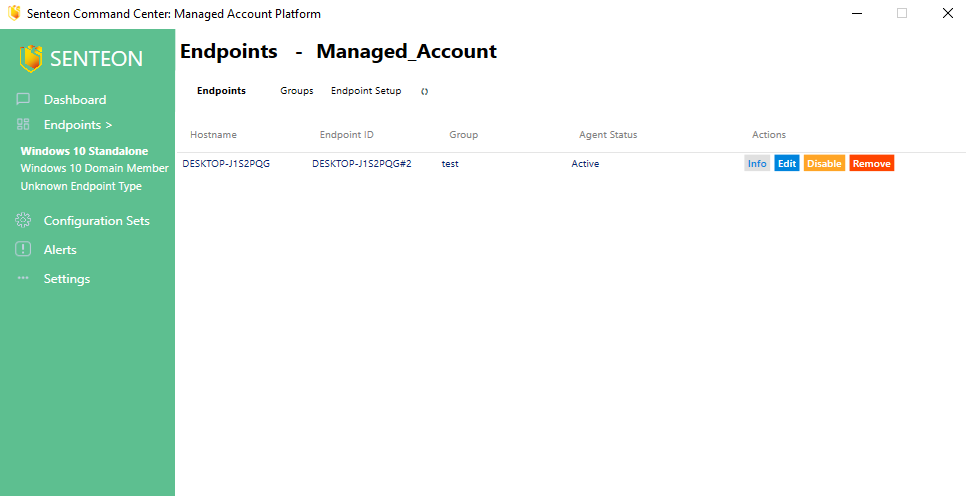 Senteon Command Center: Managed Account Platform
SENTEON
Dashboard
Endpoints >
Windows 10 Standalone
Windows 10 Domain Member
Unknown Endpoint Type
Configuration Sets
Alerts
Settings
Endpoints - Managed_Account
Endpoints Groups Endpoint Setup
Hostname Endpoint ID Group Agent Status Actions
DESKTOP-J1S2PQG DESKTOP-J1S2PQG#2 test Active Info Edit Disable Remove